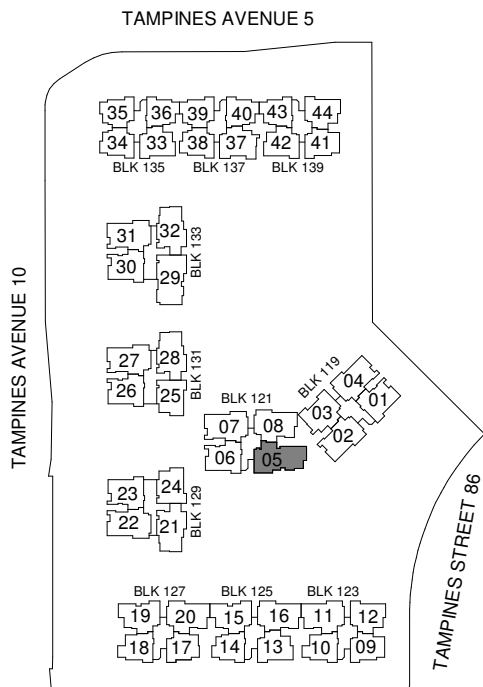 TAMPINES AVENUE 5
35 36 39 40 43 44
34 33 38 37 42 41
BLK 135 BLK 137 BLK 139
31 32
30 29
BLK 133
TAMPINES AVENUE 10
27 28
26 25
BLK 131
BLK 119
04
01
03
02
BLK 121
07 08
06 05
23 24
22 21
BLK 129
TAMPINES STREET 86
BLK 127 BLK 125 BLK 123
19 20 15 16 11 12
18 17 14 13 10 09